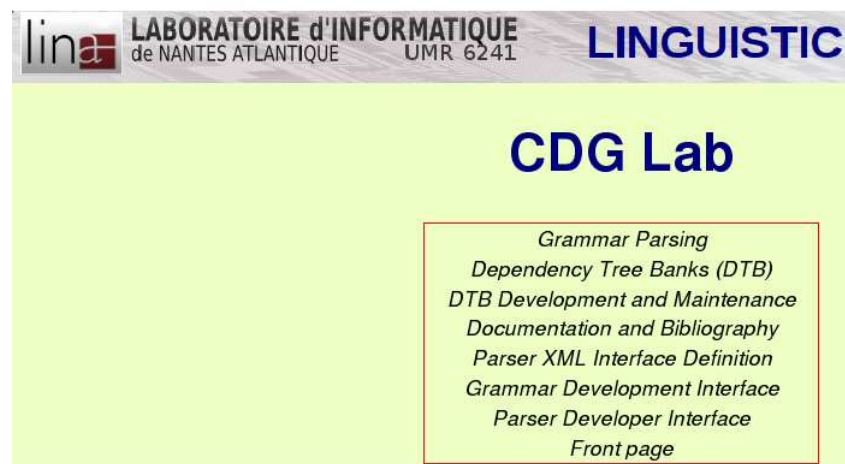 lina LABORATOIRE d'INFORMATIQUE LINGUISTIC
de NANTES ATLANTIQUE UMR 6241
CDG Lab
Grammar Parsing
Dependency Tree Banks (DTB)
DTB Development and Maintenance
Documentation and Bibliography
Parser XML Interface Definition
Grammar Development Interface
Parser Developer Interface
Front page